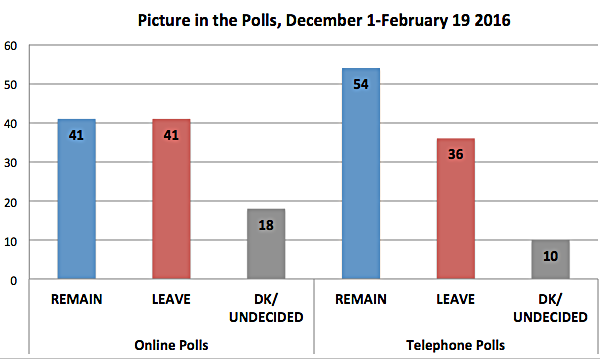 Picture in the Polls, December 1-February 19 2016
60
50
40
30
20
10
0
41
41
18
54
36
10
REMAIN
LEAVE
DK/
UNDECIDED
REMAIN
LEAVE
DK/
UNDECIDED
Online Polls
Telephone Polls